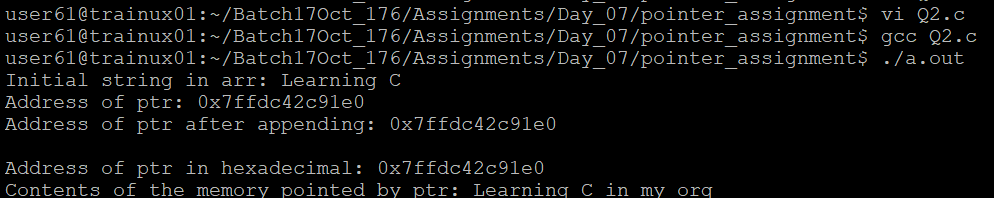 user61@trainux01:~/Batch17Oct_176/Assignments/Day_07/pointer_assignment$ vi Q2.c
user61@trainux01:~/Batch17Oct_176/Assignments/Day_07/pointer_assignment$ gcc Q2.c
user61@trainux01:~/Batch17Oct_176/Assignments/Day_07/pointer_assignment$ ./a.out
Initial string in arr: Learning C
Address of ptr: 0x7ffdc42c91e0
Address of ptr after appending: 0x7ffdc42c91e0
Address of ptr in hexadecimal: 0x7ffdc42c91e0
Contents of the memory pointed by ptr: Learning C in my org